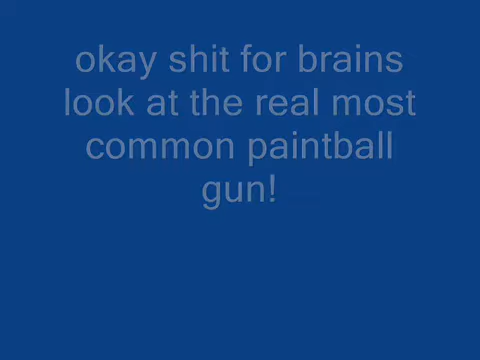 okay shit for brains
look at the real most
common paintball
gun!